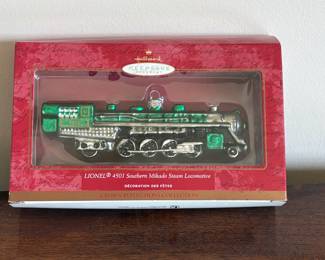 Hallmark
KEEPSAKE
LIONEL® 4501 Southern Mikado Steam Locomotive
DÉCORATION DES FÊTES